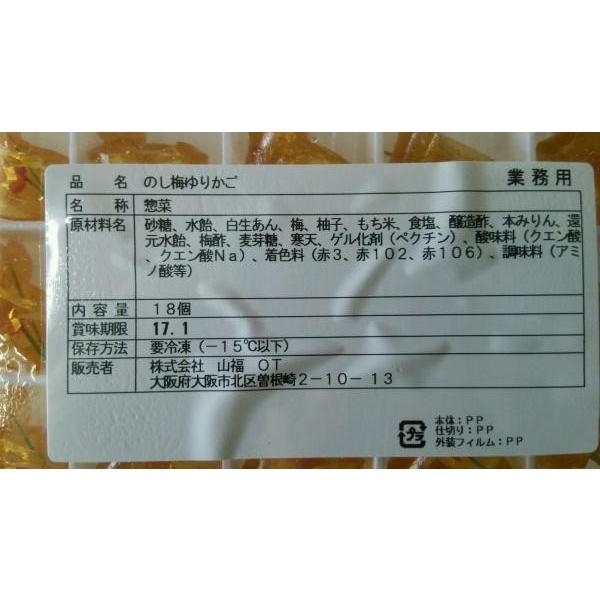 品名 のし梅ゆりかご 業務用
名称 惣菜
原材料名 砂糖、水飴、白生あん、梅、柚子、もち米、食塩、醸造酢、本みりん、還
元水飴、梅酢、麦芽糖、寒天、ゲル化剤（ペクチン）、酸味料（クエン酸
、クエン酸Ｎａ）、着色料（赤３、赤１０２、赤１０６）、調味料（アミ
ノ酸等）
内容量 １８個
賞味期限 17.1
保存方法 要冷凍（－１５℃以下）
販売者 株式会社 山福 ＯＴ
大阪府大阪市北区曽根崎２－１０－１３
プラ
本体：ＰＰ
仕切り：ＰＰ
外装フィルム：ＰＰ